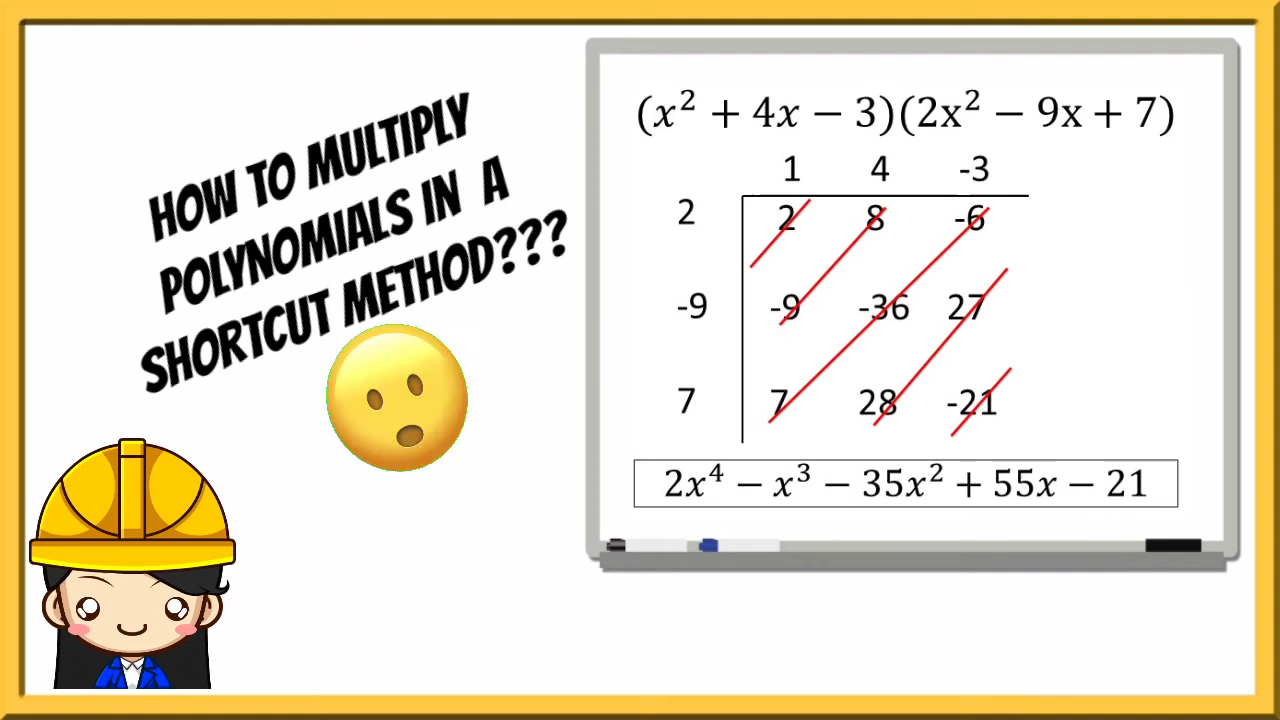 HOW TO MULTIPLY
POLYNOMIALS IN A
SHORTCUT METHOD???
(x² + 4x − 3)(2x² − 9x + 7)
1 4 -3
2 2 8 -6
-9 -9 -36 27
7 7 28 -21
2x⁴ − x³ − 35x² + 55x − 21